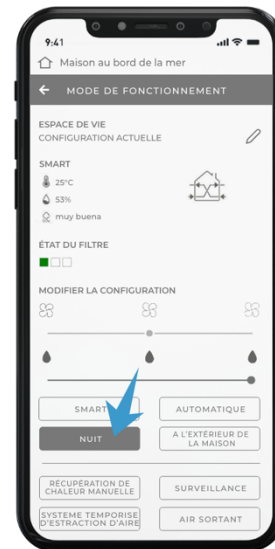 9:41
Maison au bord de la mer
MODE DE FONCTIONNEMENT
ESPACE DE VIE
CONFIGURATION ACTUELLE
SMART
25°C
53%
muy buena
ÉTAT DU FILTRE
MODIFIER LA CONFIGURATION
SMART
AUTOMATIQUE
NUIT
A L'EXTÉRIEUR DE
LA MAISON
RÉCUPÉRATION DE
CHALEUR MANUELLE
SURVEILLANCE
SYSTEME TEMPORISE
D'ESTRACTION D'AIRE
AIR SORTANT